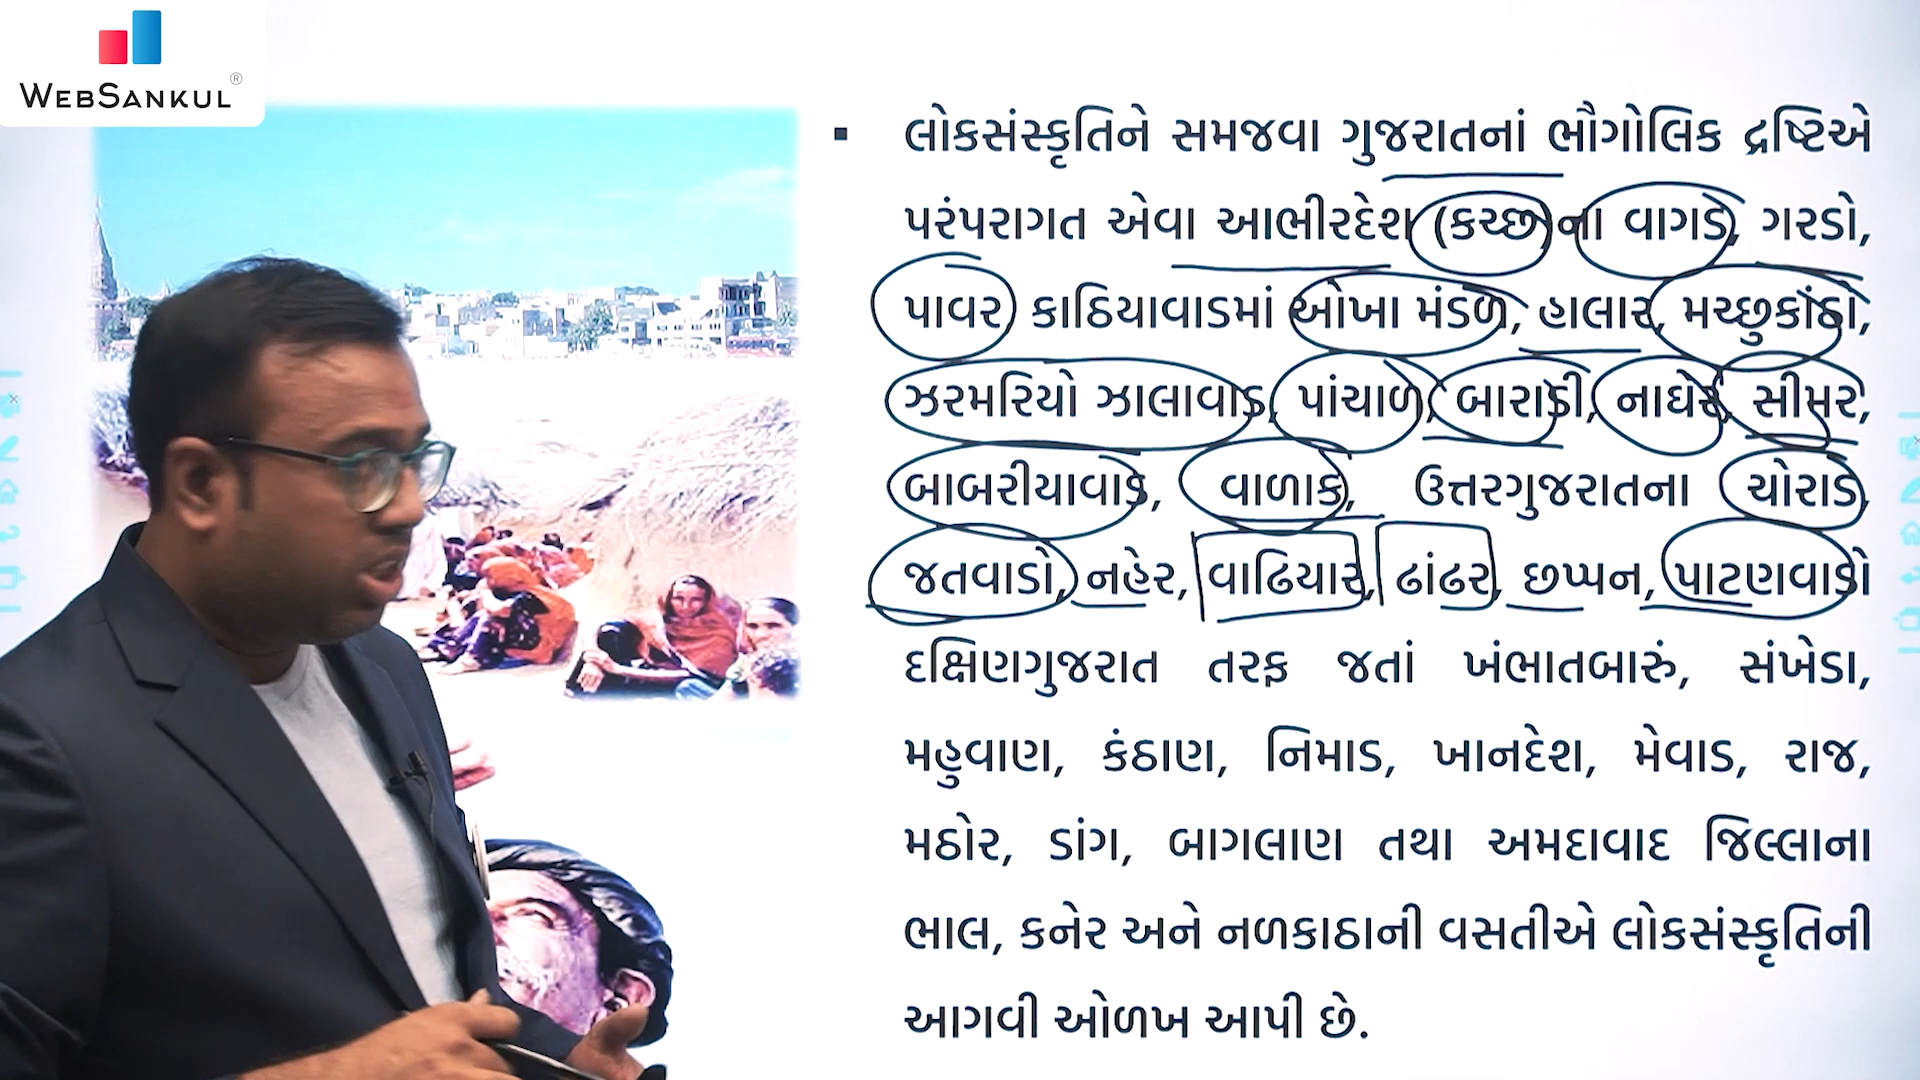 WEBSANKUL®
લોકસંસ્કૃતિને સમજવા ગુજરાતનાં ભૌગોલિક દ્રષ્ટિએ
પરંપરાગત એવા આભીરદેશ (કચ્છ)ના વાગડ, ગરડો,
પાવર કાઠિયાવાડમાં ઓખા મંડળ, હાલાર, મચ્છુકાંઠો,
ઝરમરિયો ઝાલાવાડ, પાંચાળ, બારાડી, નાઘેર, સીમર,
બાબરીયાવાડ, વાળાક, ઉત્તરગુજરાતના ચોરાડ,
જતવાડો, નહેર, વાઢિયાર, ઢાંઢર, છપ્પન, પાટણવાડો
દક્ષિણગુજરાત તરફ જતાં ખંભાતબારું, સંખેડા,
મહુવાણ, કંઠાણ, નિમાડ, ખાનદેશ, મેવાડ, રાજ,
મઠોર, ડાંગ, બાગલાણ તથા અમદાવાદ જિલ્લાના
ભાલ, કનેર અને નળકાઠાની વસતીએ લોકસંસ્કૃતિની
આગવી ઓળખ આપી છે.